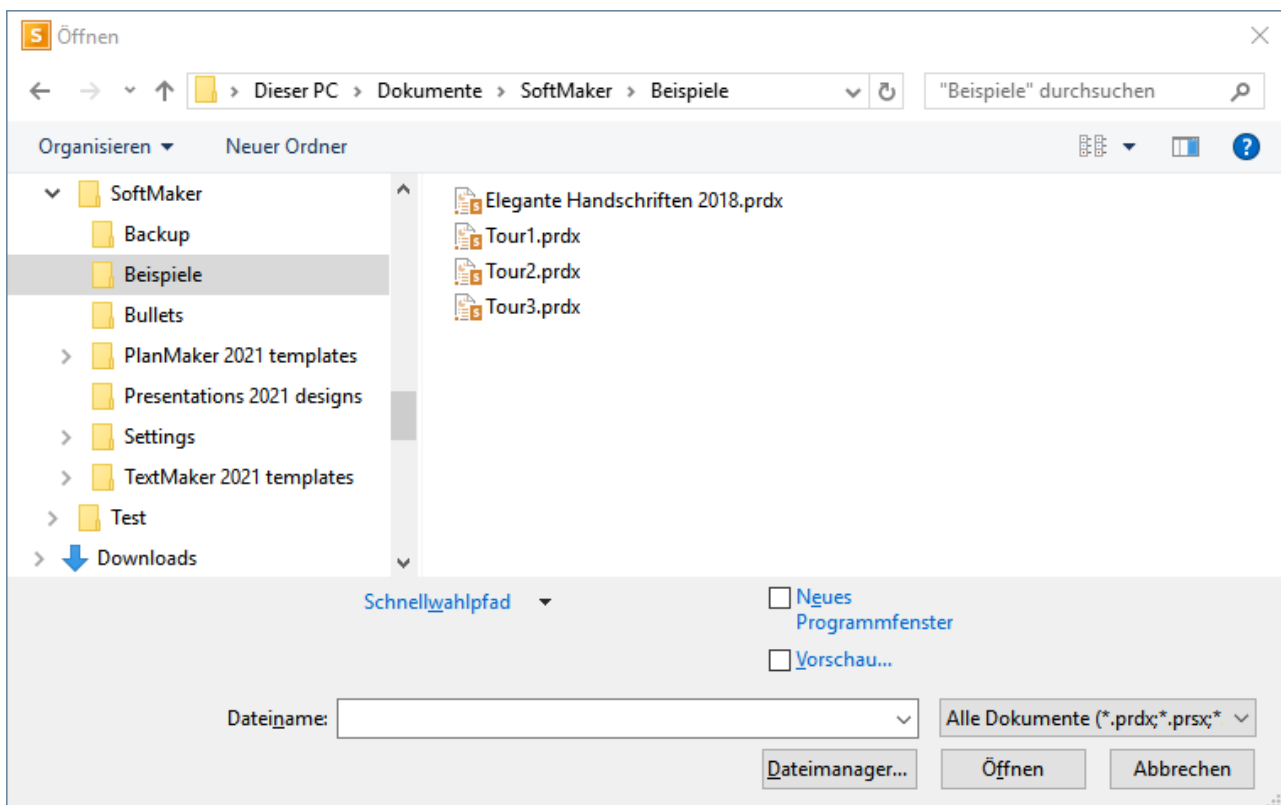 Öffnen
Dieser PC > Dokumente > SoftMaker > Beispiele
"Beispiele" durchsuchen
Organisieren
Neuer Ordner
SoftMaker
Backup
Beispiele
Bullets
PlanMaker 2021 templates
Presentations 2021 designs
Settings
TextMaker 2021 templates
Test
Downloads
Elegante Handschriften 2018.prdx
Tour1.prdx
Tour2.prdx
Tour3.prdx
Schnellwahlpfad
Neues
Programmfenster
Vorschau...
Dateiname:
Alle Dokumente (*.prdx;*.prsx;*
Dateimanager...
Öffnen
Abbrechen